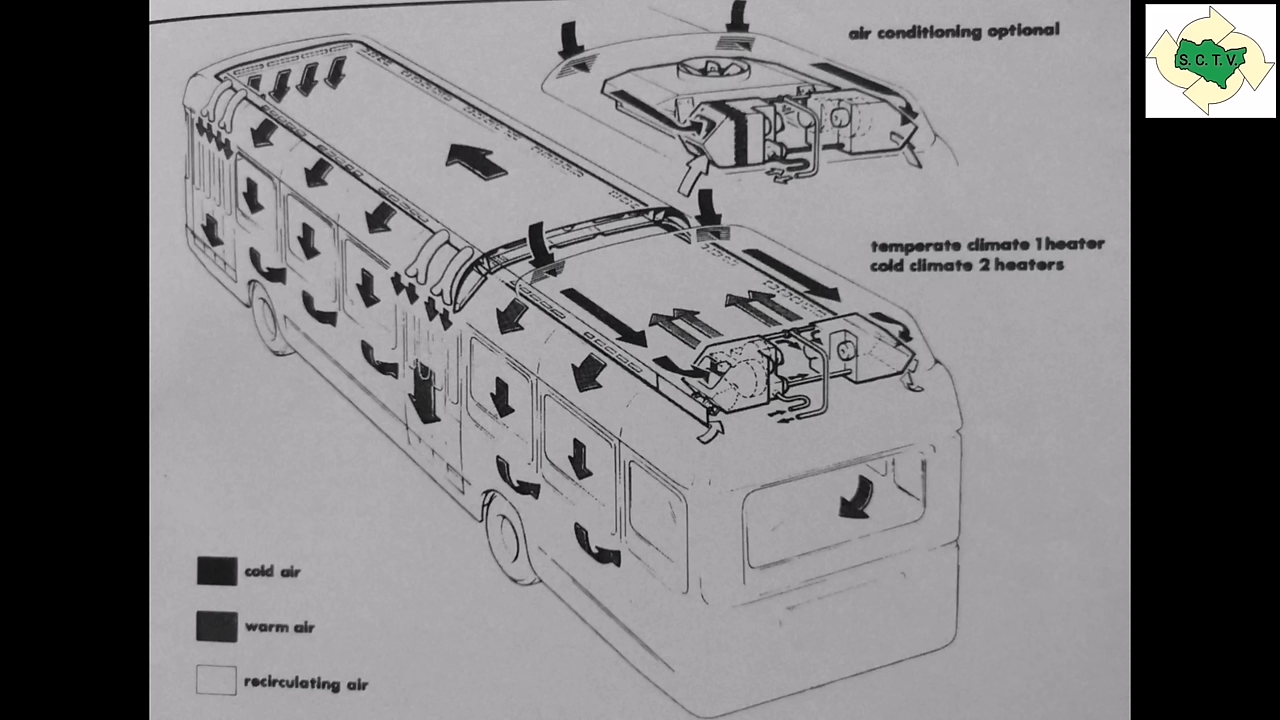 air conditioning optional
S. C. T. V.
temperate climate 1 heater
cold climate 2 heaters
cold air
warm air
recirculating air